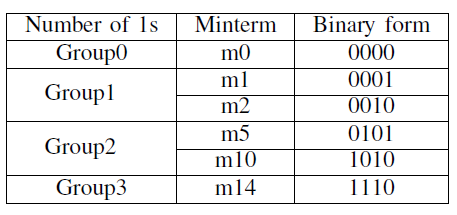 Number of 1s Minterm Binary form
Group0 m0 0000
Group1 m1 0001
m2 0010
Group2 m5 0101
m10 1010
Group3 m14 1110